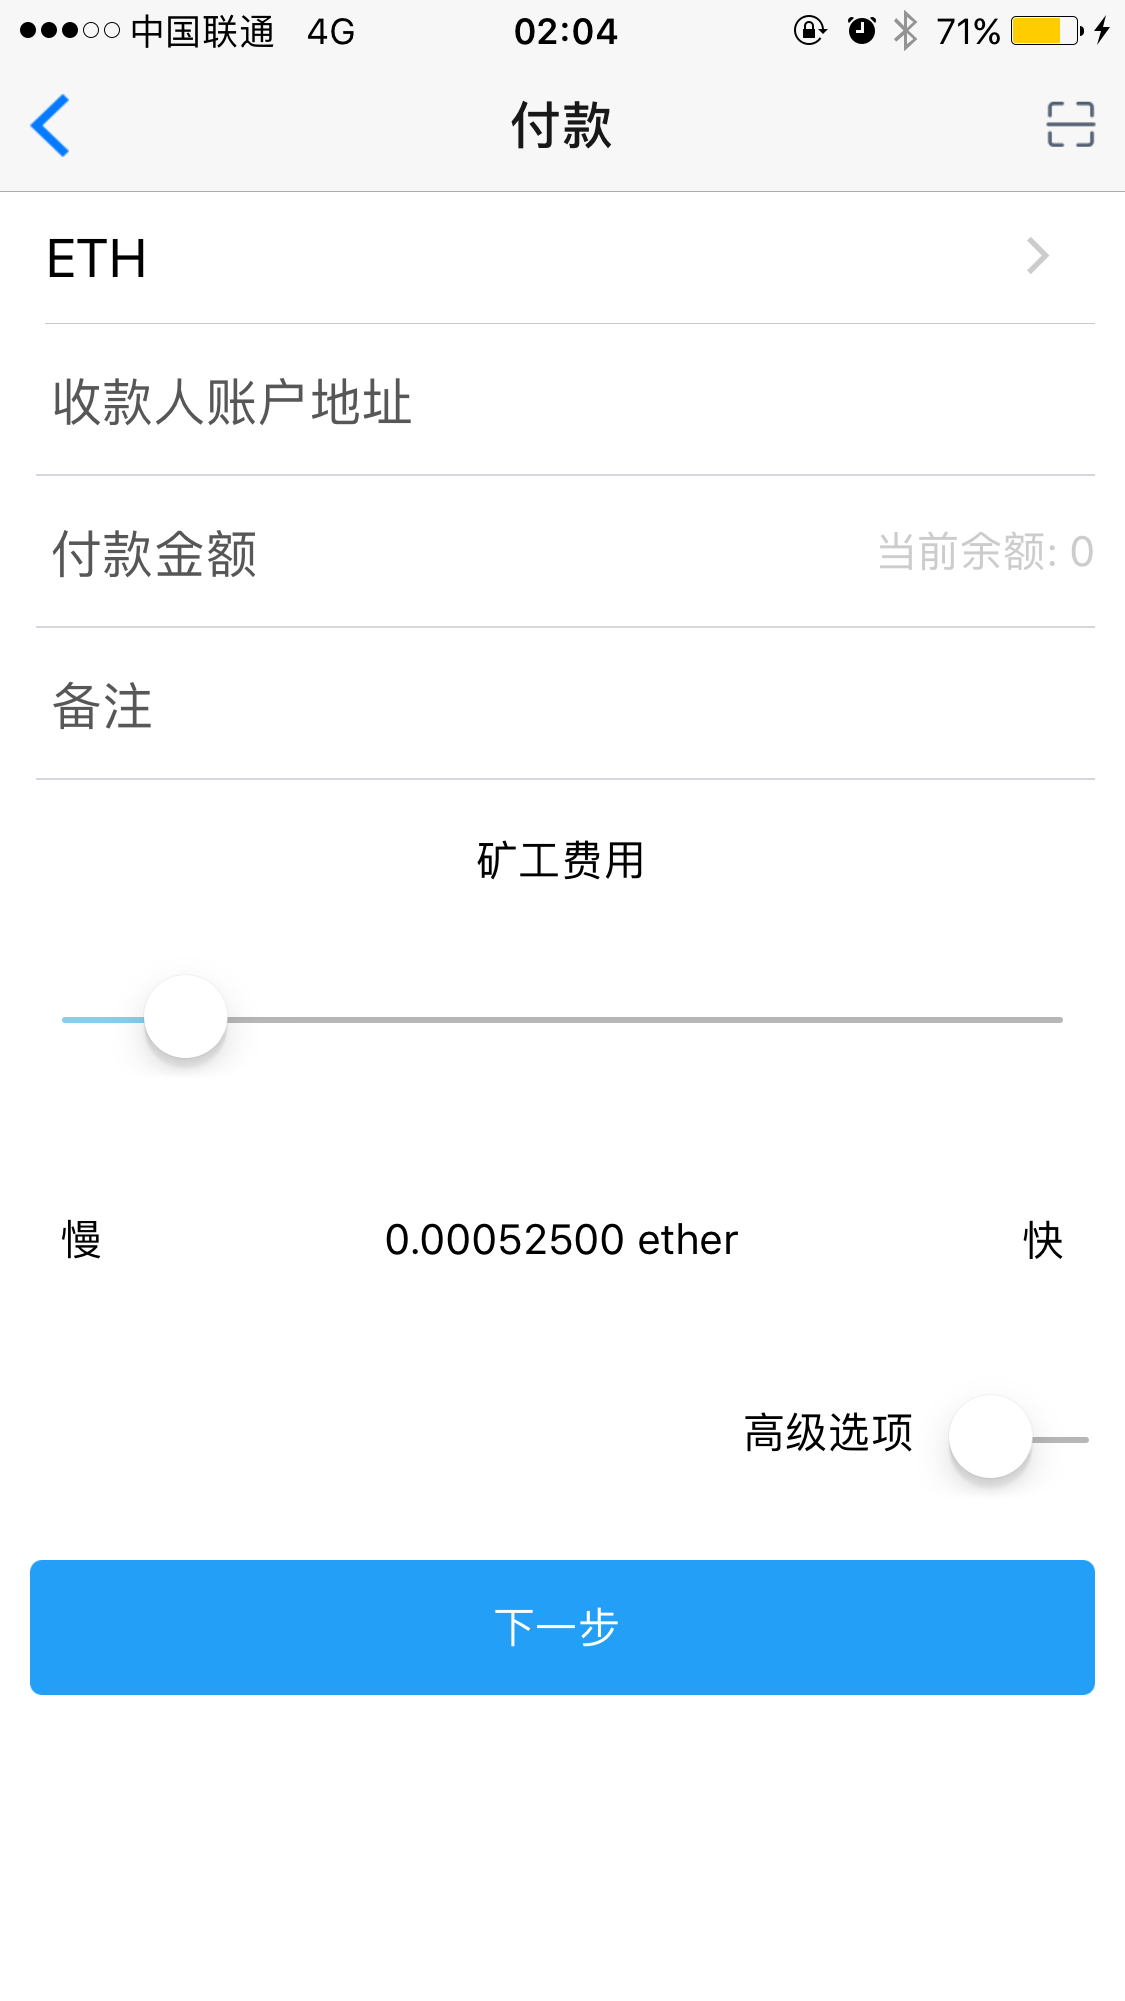 中国联通 4G 02:04 71%
付款
ETH
收款人账户地址
付款金额 当前余额: 0
备注
矿工费用
慢 0.00052500 ether 快
高级选项
下一步